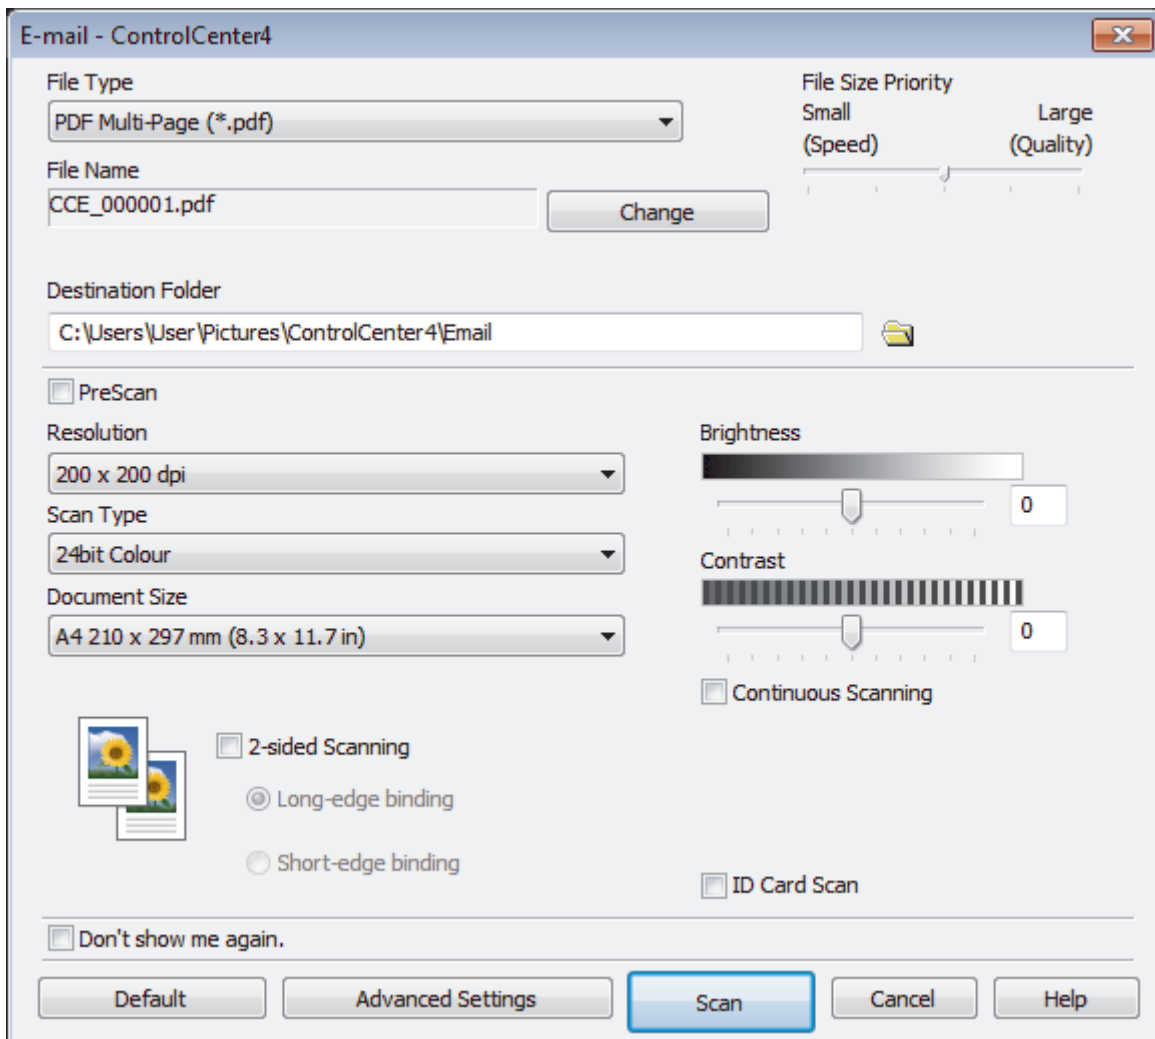 E-mail - ControlCenter4
File Type
PDF Multi-Page (*.pdf)
File Name
CCE_000001.pdf
Change
File Size Priority
Small Large
(Speed) (Quality)
Destination Folder
C:\Users\User\Pictures\ControlCenter4\Email
PreScan
Resolution
200 x 200 dpi
Scan Type
24bit Colour
Document Size
A4 210 x 297 mm (8.3 x 11.7 in)
Brightness
0
Contrast
0
Continuous Scanning
2-sided Scanning
Long-edge binding
Short-edge binding
ID Card Scan
Don't show me again.
Default Advanced Settings Scan Cancel Help